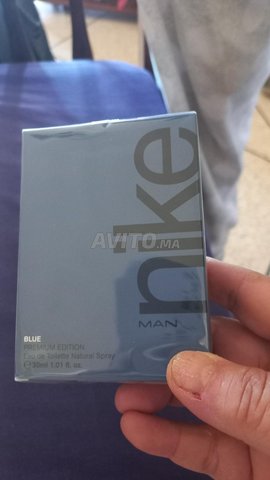 nike
MAN
AVITO.MA
BLUE
PREMIUM EDITION
Eau de Toilette Natural Spray
℮30ml 1.01 fl. oz.